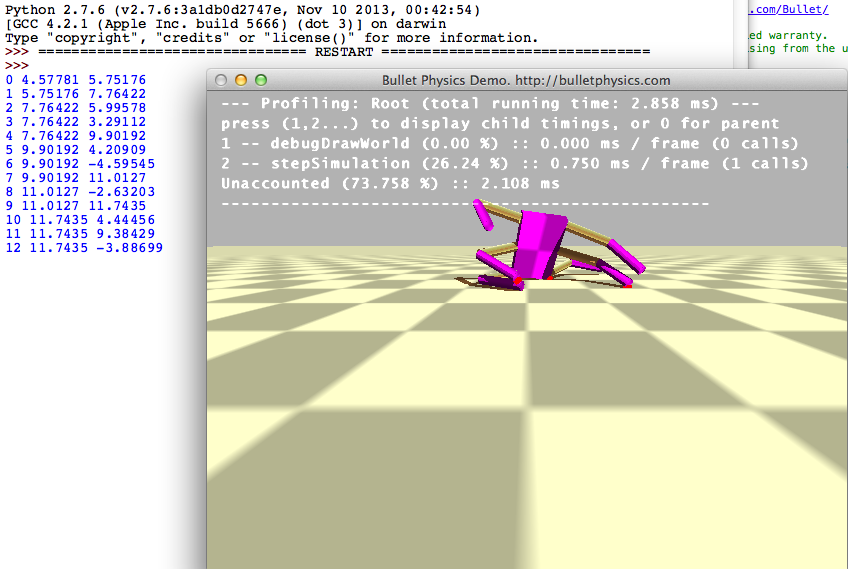 Python 2.7.6 (v2.7.6:3a1db0d2747e, Nov 10 2013, 00:42:54)
[GCC 4.2.1 (Apple Inc. build 5666) (dot 3)] on darwin
Type "copyright", "credits" or "license()" for more information.
>>> ================================ RESTART ================================
>>>
0 4.57781 5.75176
1 5.75176 7.76422
2 7.76422 5.99578
3 7.76422 3.29112
4 7.76422 9.90192
5 9.90192 4.20909
6 9.90192 -4.59545
7 9.90192 11.0127
8 11.0127 -2.63203
9 11.0127 11.7435
10 11.7435 4.44456
11 11.7435 9.38429
12 11.7435 -3.88699
.com/Bullet/
ed warranty.
sing from the u
Bullet Physics Demo. http://bulletphysics.com
--- Profiling: Root (total running time: 2.858 ms) ---
press (1,2...) to display child timings, or 0 for parent
1 -- debugDrawWorld (0.00 %) :: 0.000 ms / frame (0 calls)
2 -- stepSimulation (26.24 %) :: 0.750 ms / frame (1 calls)
Unaccounted (73.758 %) :: 2.108 ms
-------------------------------------------------